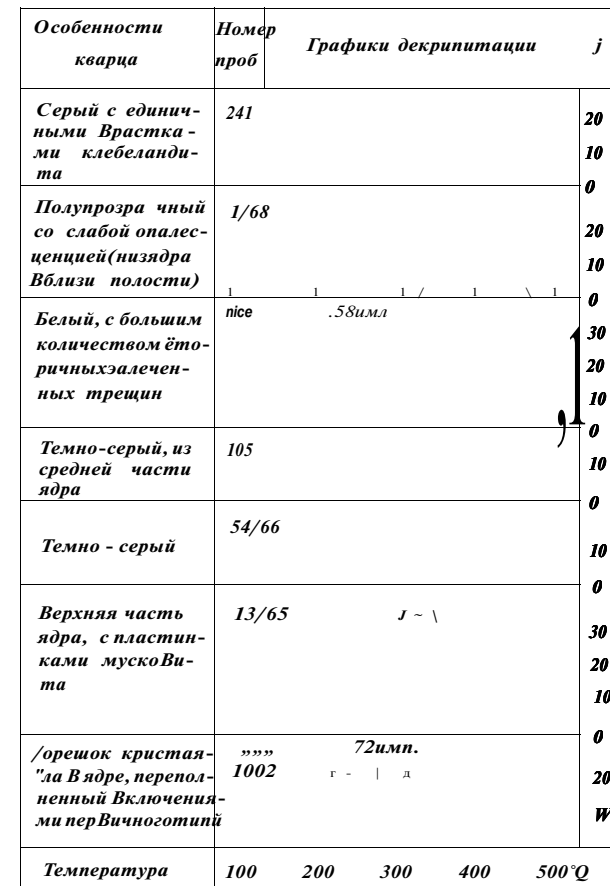 Особенности
кварца
Номер
проб
Графики декрипитации
j
Серый с единич-
ными Врастка-
ми клебеланди-
та
241
20
10
0
Полупрозра чный
со слабой опалес-
ценцией(низядра
Вблизи полости)
1/68
20
10
0
Белый, с большим
количеством ёто-
ричныхэалечен-
ных трещин
nice
.58имл
30
20
10
0
Темно-серый, из
средней части
ядра
105
10
0
Темно - серый
54/66
10
0
Верхняя часть
ядра, с пластин-
ками мускоВи-
та
13/65
J ~ \
30
20
10
0
/орешок кристая-
"ла В ядре, перепол-
ненный Включения-
ми перВичноготипй
„„„
1002
72имп.
г - | д
20
W
Температура
100 200 300 400 500°Q